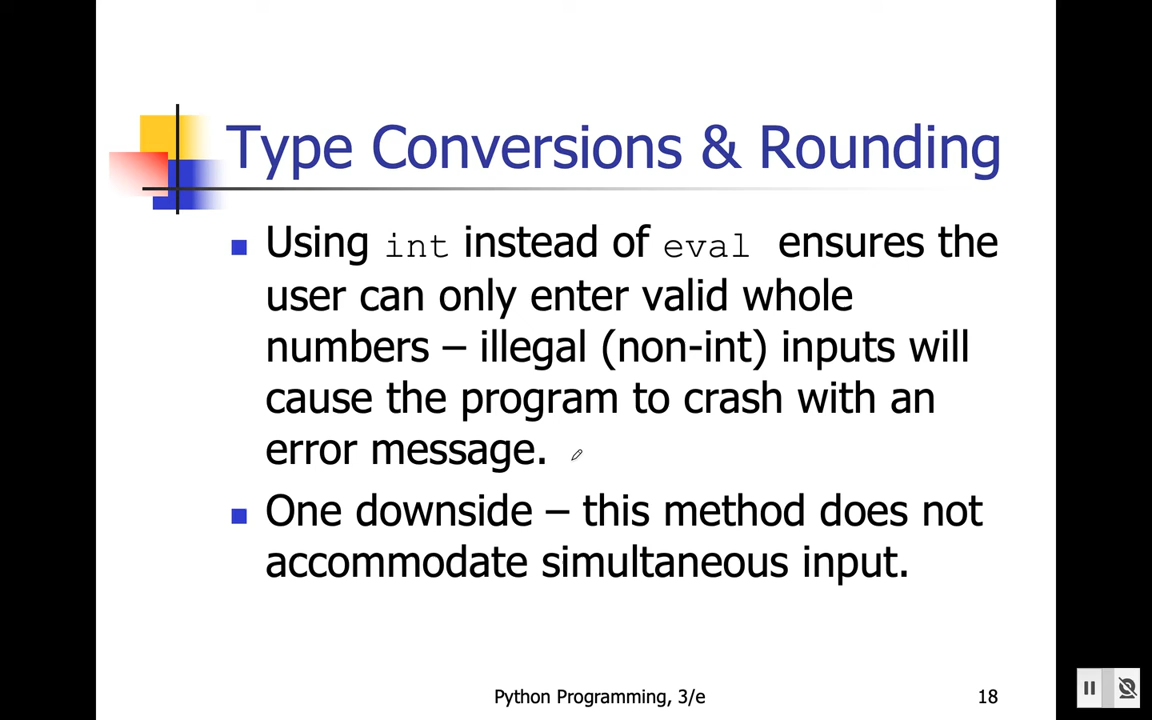 Type Conversions & Rounding
Using int instead of eval ensures the
user can only enter valid whole
numbers – illegal (non-int) inputs will
cause the program to crash with an
error message.
One downside – this method does not
accommodate simultaneous input.
Python Programming, 3/e
18